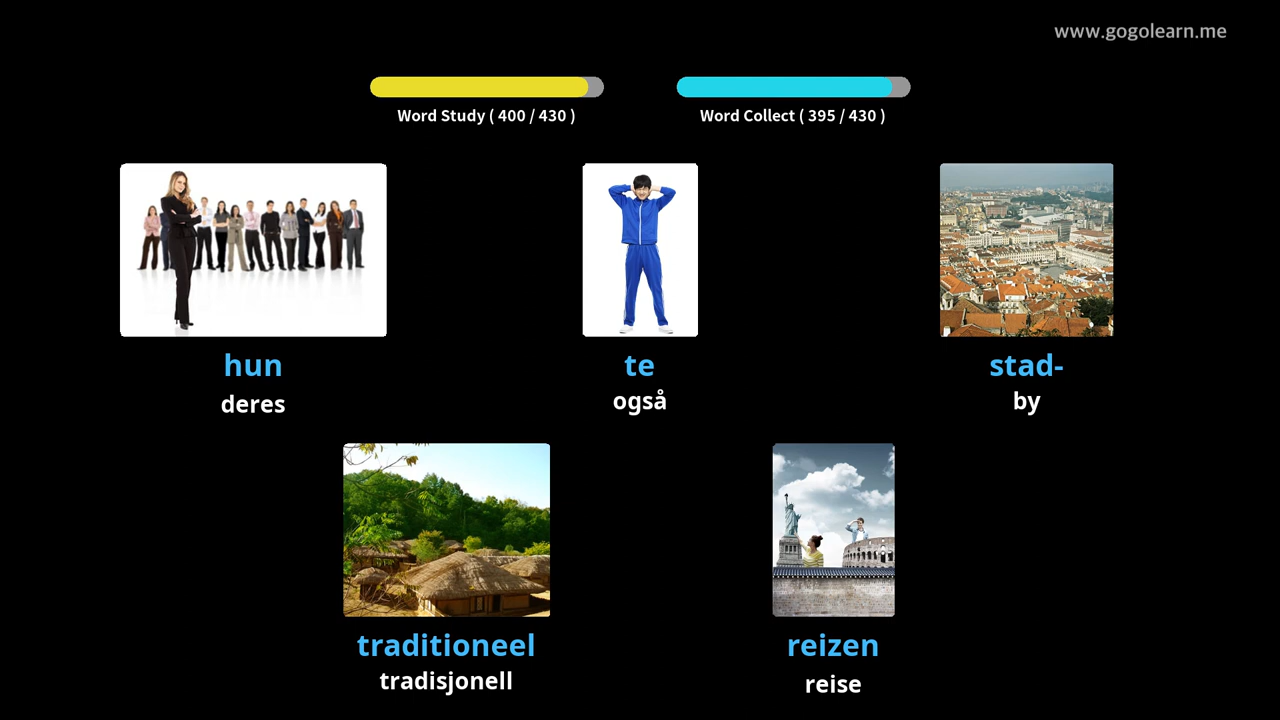 www.gogolearn.me
Word Study ( 400 / 430 )
Word Collect ( 395 / 430 )
hun
deres
te
også
stad-
by
traditioneel
tradisjonell
reizen
reise